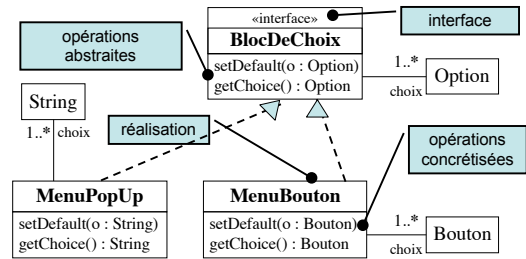 «interface»
interface
opérations
abstraites
BlocDeChoix
setDefault(o : Option)
getChoice() : Option
1..*
choix
Option
String
1..* choix
réalisation
opérations
concrétisées
MenuPopUp
setDefault(o : String)
getChoice() : String
MenuBouton
setDefault(o : Bouton)
getChoice() : Bouton
1..*
choix
Bouton